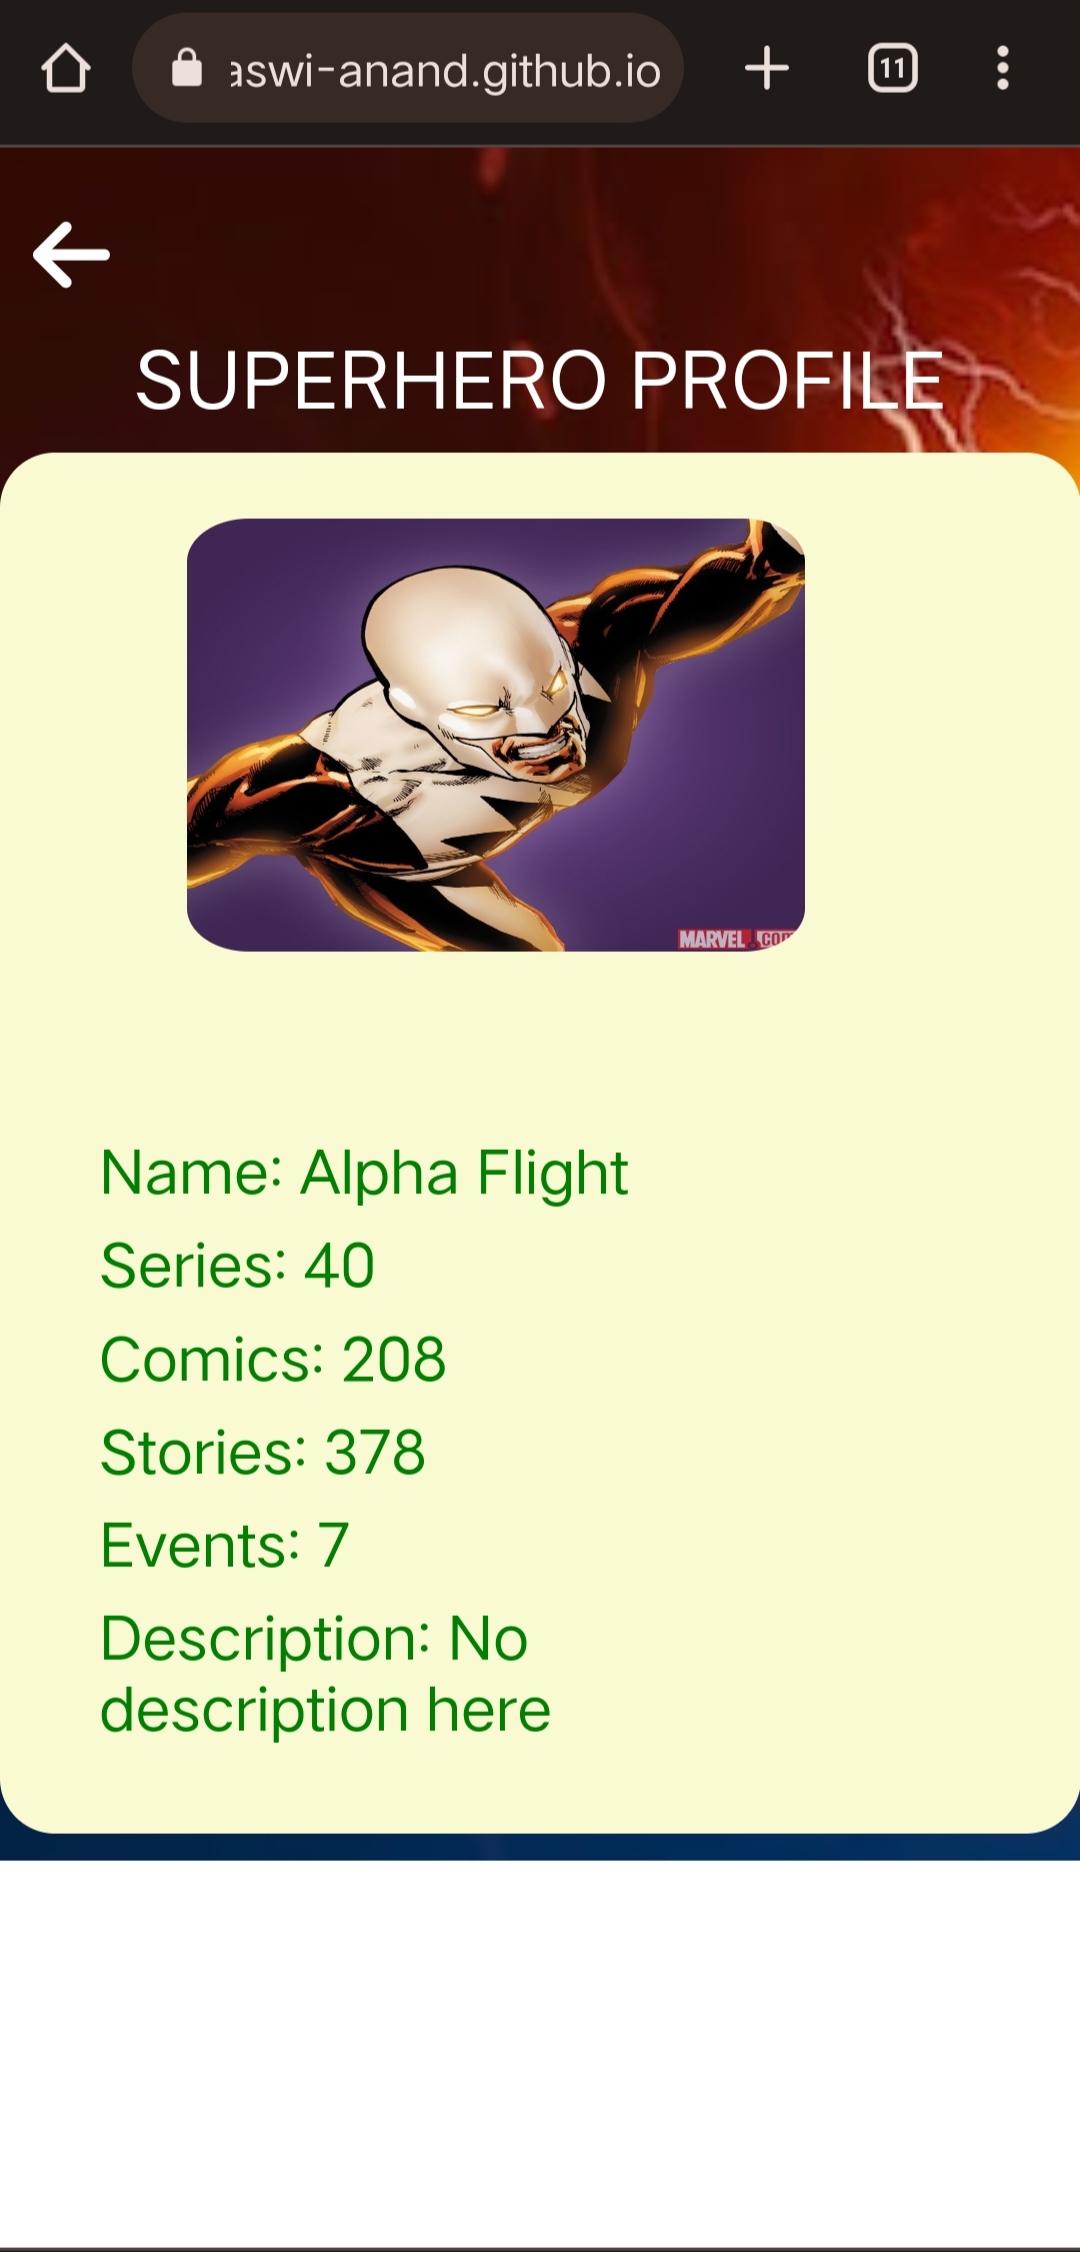 aswi-anand.github.io
11
SUPERHERO PROFILE
MARVEL.COM
Name: Alpha Flight
Series: 40
Comics: 208
Stories: 378
Events: 7
Description: No
description here